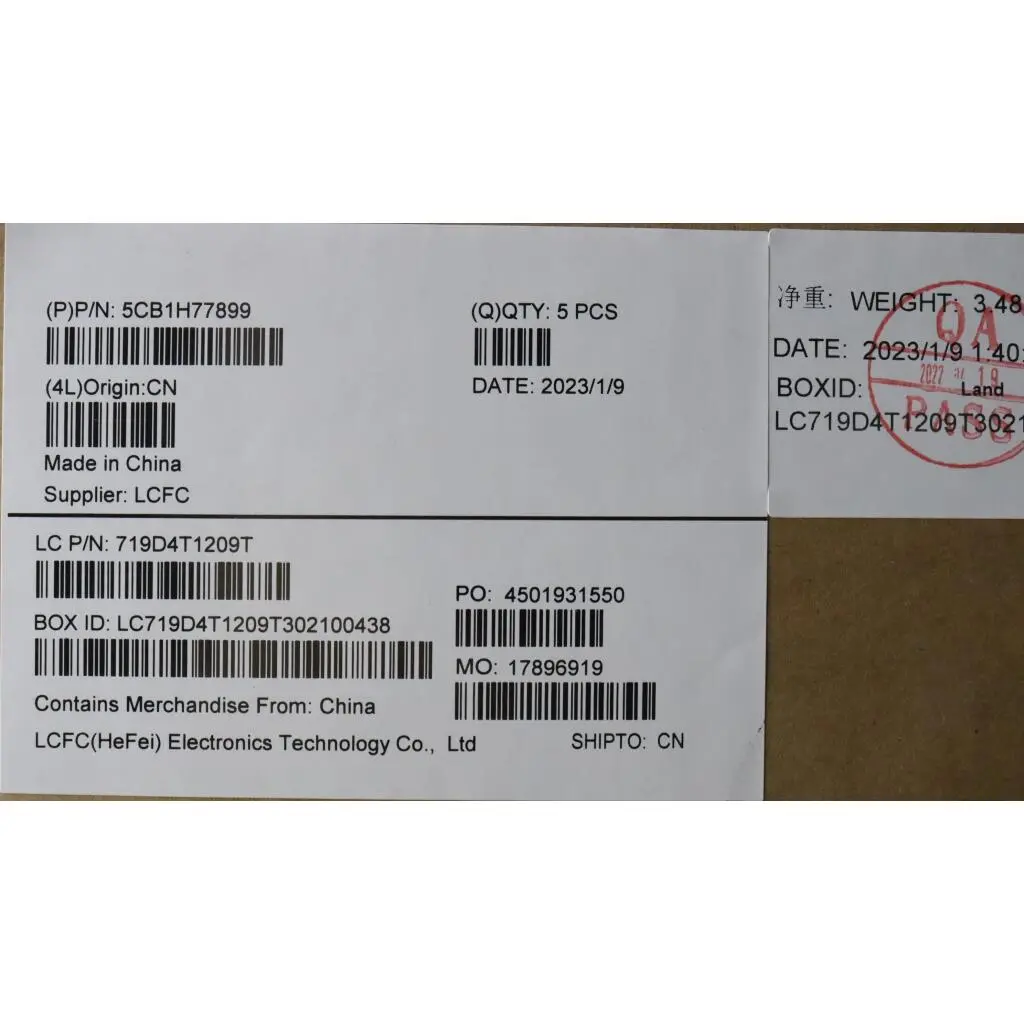 (P)P/N: 5CB1H77899
(Q)QTY: 5 PCS
(4L)Origin:CN
DATE: 2023/1/9
Made in China
Supplier: LCFC
LC P/N: 719D4T1209T
PO: 4501931550
BOX ID: LC719D4T1209T302100438
MO: 17896919
Contains Merchandise From: China
LCFC(HeFei) Electronics Technology Co., Ltd
SHIPTO: CN
净重: WEIGHT: 3.48
DATE: 2023/1/9 1:40:
BOXID: Land
LC719D4T1209T3021
QA
PASS